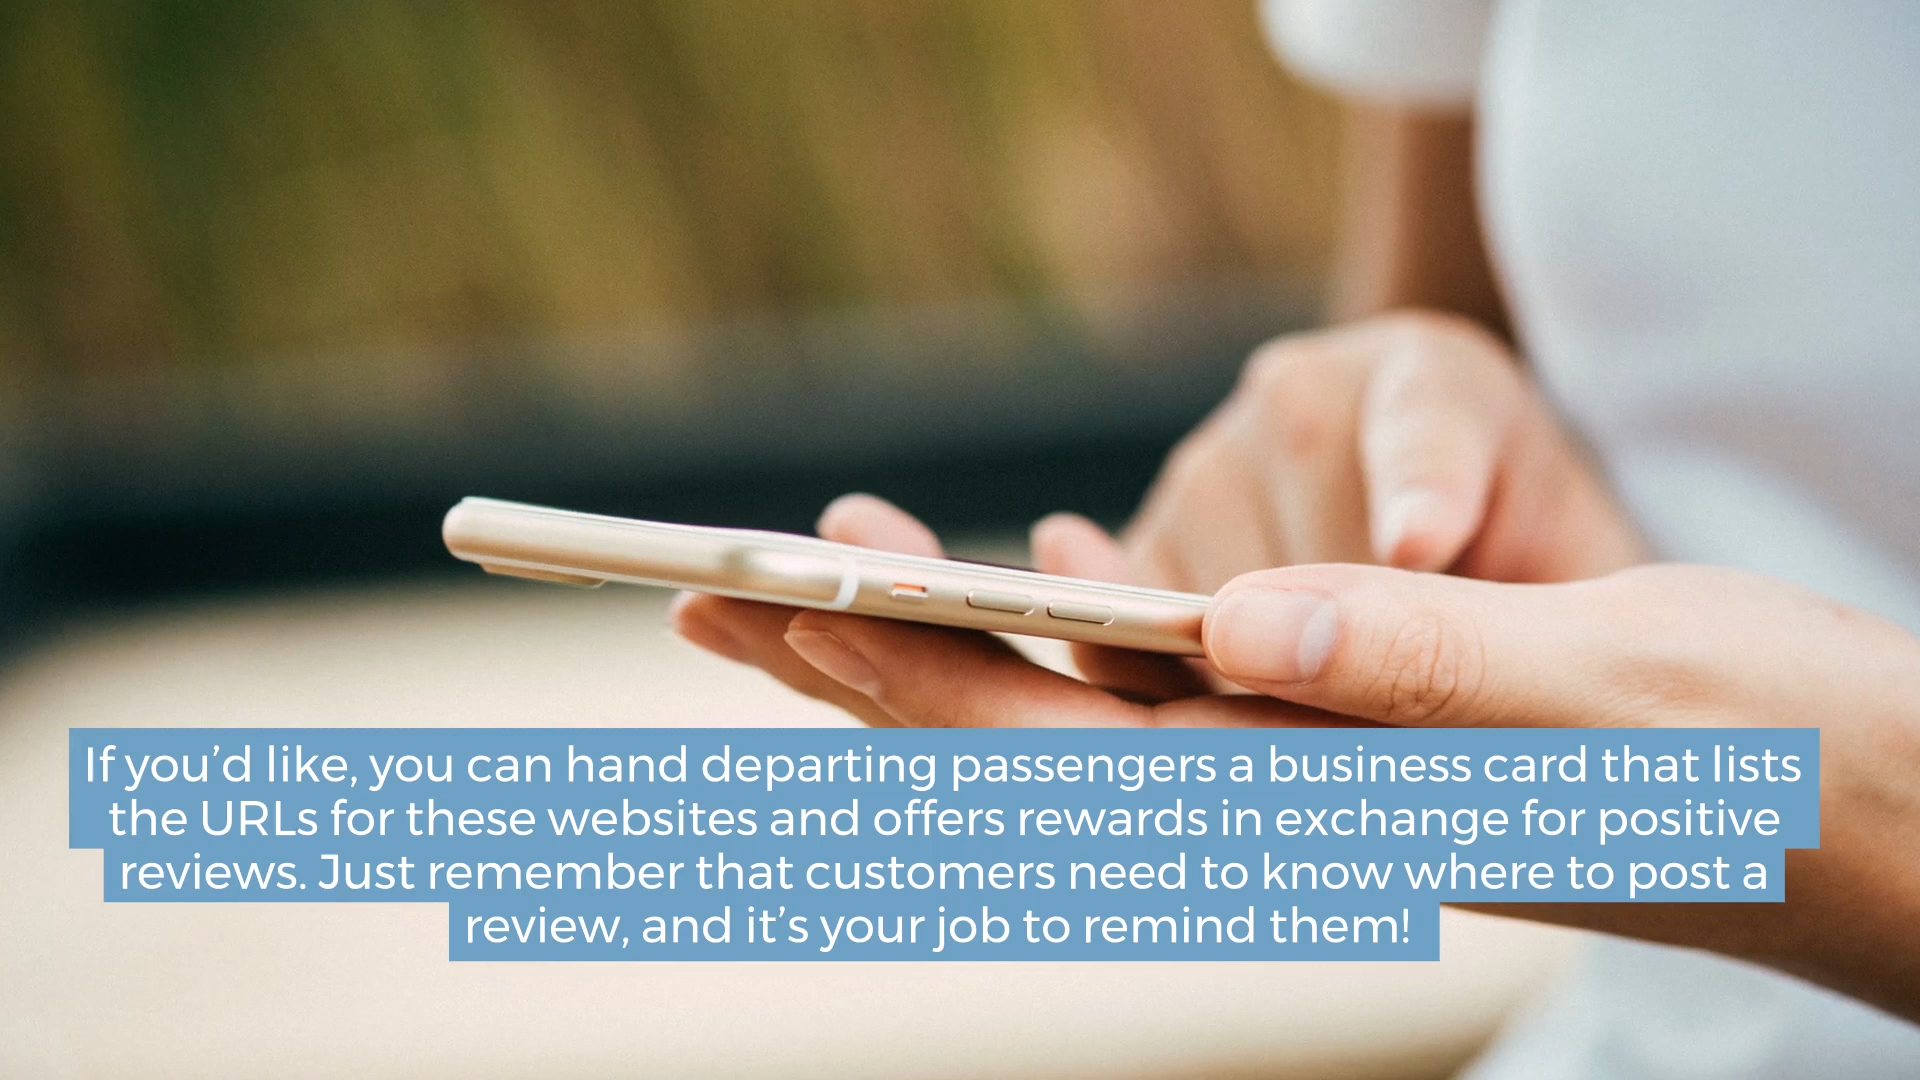 If you’d like, you can hand departing passengers a business card that lists
the URLs for these websites and offers rewards in exchange for positive
reviews. Just remember that customers need to know where to post a
review, and it’s your job to remind them!